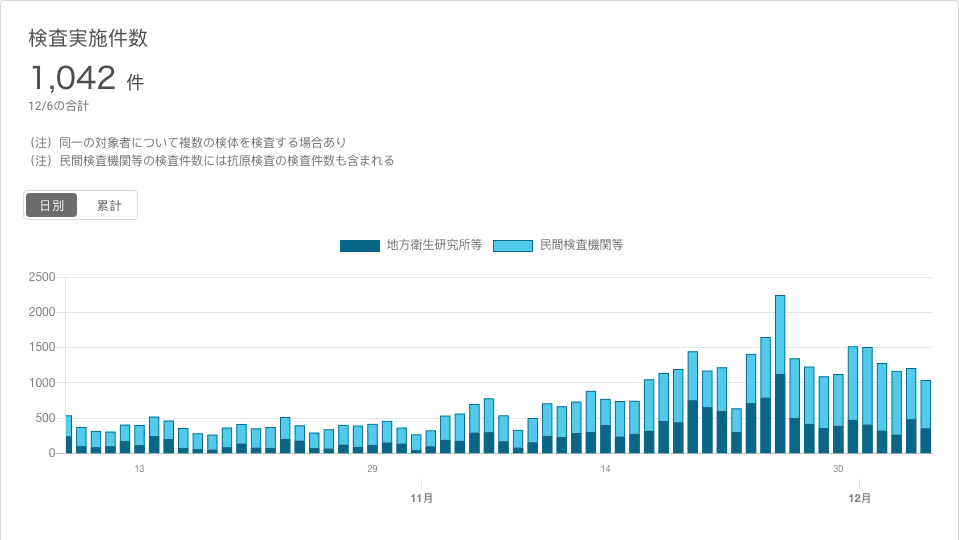 検査実施件数
1,042 件
12/6の合計
（注）同一の対象者について複数の検体を検査する場合あり
（注）民間検査機関等の検査件数には抗原検査の検査件数も含まれる
日別 累計
地方衛生研究所等 民間検査機関等
2500
2000
1500
1000
500
0
13 29 14 30
11月 12月